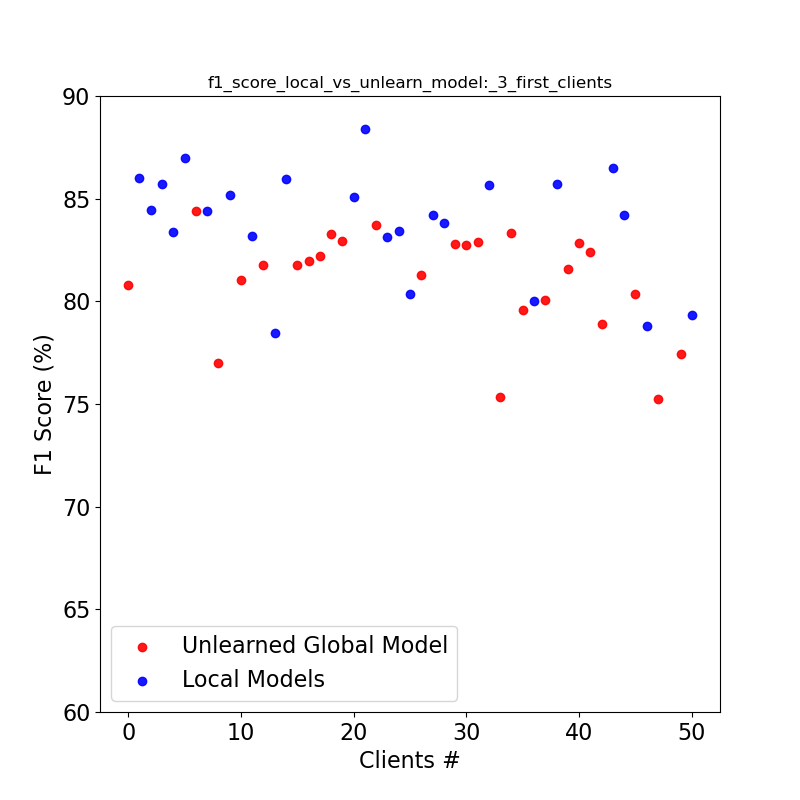 f1_score_local_vs_unlearn_model:_3_first_clients
90
85
80
75
70
65
60
F1 Score (%)
Unlearned Global Model
Local Models
0 10 20 30 40 50
Clients #